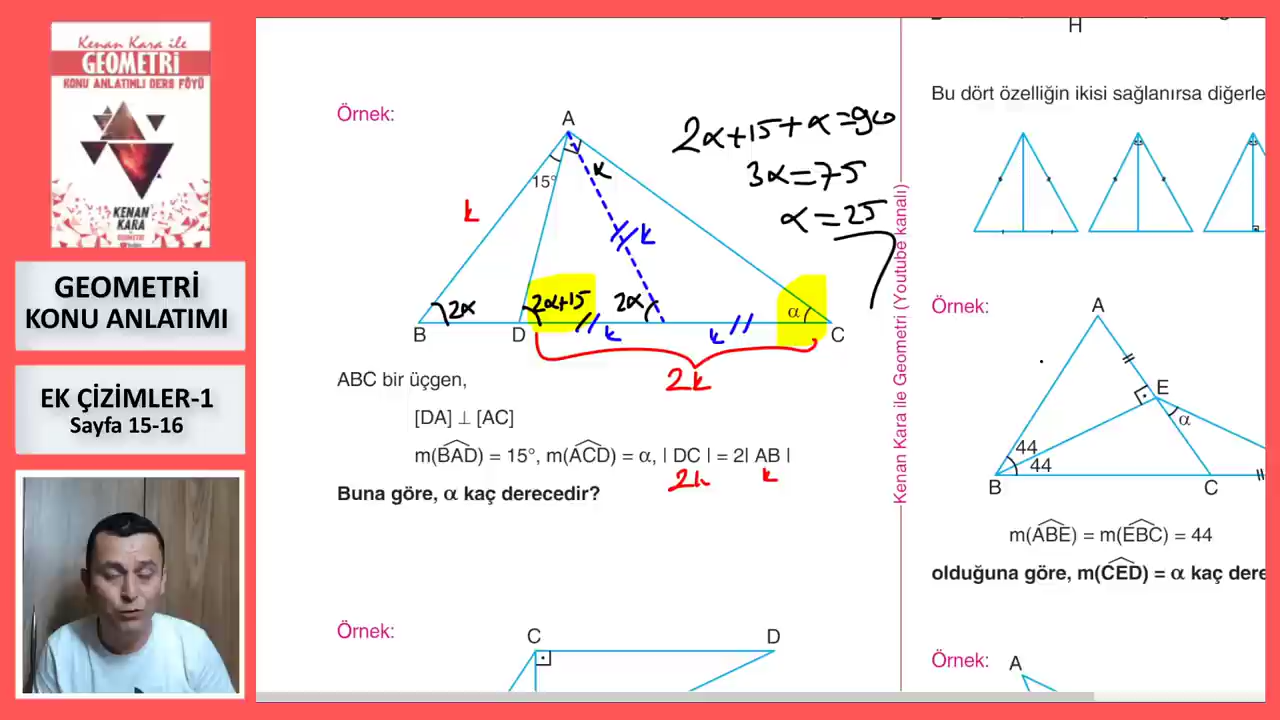 Kenan Kara ile
GEOMETRİ
KONU ANLATIMLI DERS FÖYÜ
KENAN
KARA
GEOMETRİ
KONU ANLATIMI
EK ÇİZİMLER-1
Sayfa 15-16
Örnek:
A
15°
k
k
k
2α
2α+15
2α
α
B
D
k
k
C
2k
2α+15+α=90
3α=75
α=25
ABC bir üçgen,
[DA] ⊥ [AC]
m(BAD) = 15°, m(ACD) = α, | DC | = 2| AB |
2k
k
Buna göre, α kaç derecedir?
Örnek:
C
D
Kenan Kara ile Geometri (Youtube kanalı)
H
Bu dört özelliğin ikisi sağlanırsa diğerle
Örnek:
A
E
α
44
44
B
C
m(ABE) = m(EBC) = 44
olduğuna göre, m(CED) = α kaç dere
Örnek:
A